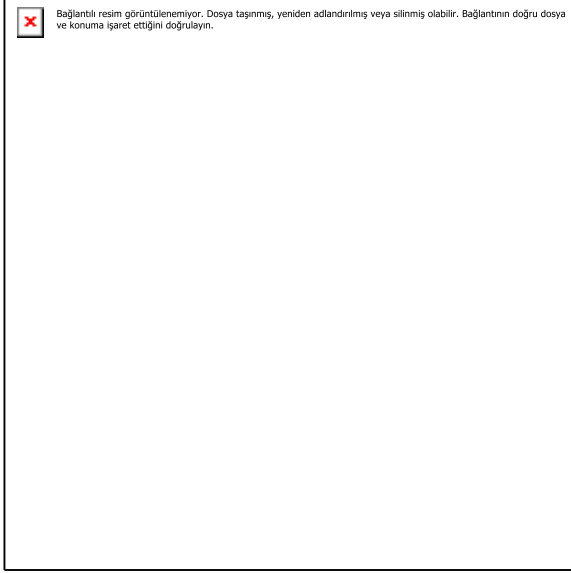 Bağlantılı resim görüntülenemiyor. Dosya taşınmış, yeniden adlandırılmış veya silinmiş olabilir. Bağlantının doğru dosya
ve konuma işaret ettiğini doğrulayın.